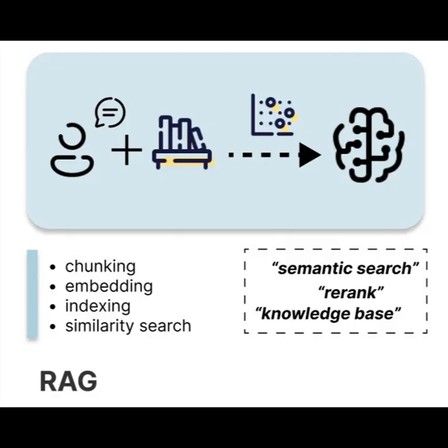 chunking
embedding
indexing
similarity search
“semantic search”
“rerank”
“knowledge base”
RAG